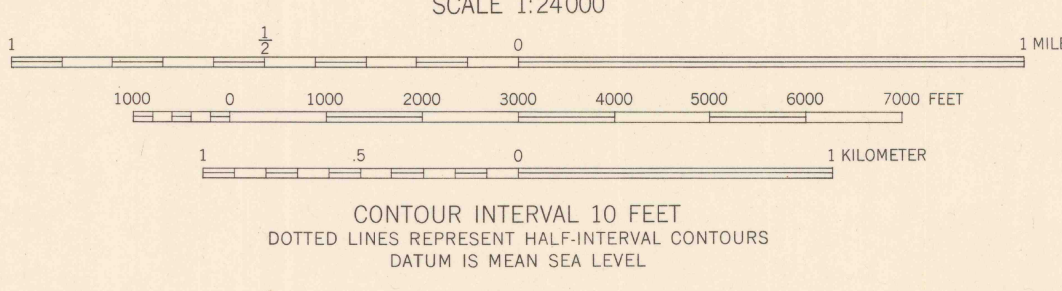 SCALE 1:24000
1 1/2 0 1 MILE
1000 0 1000 2000 3000 4000 5000 6000 7000 FEET
1 .5 0 1 KILOMETER
CONTOUR INTERVAL 10 FEET
DOTTED LINES REPRESENT HALF-INTERVAL CONTOURS
DATUM IS MEAN SEA LEVEL